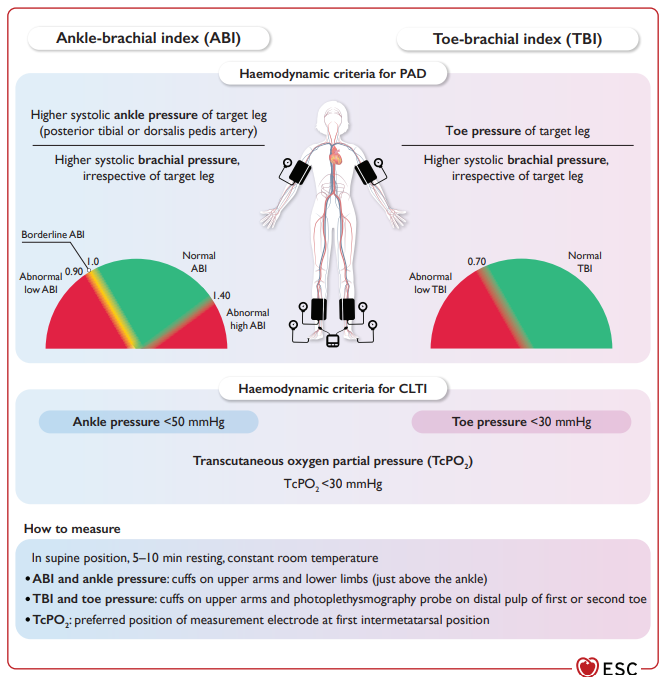 Ankle-brachial index (ABI)
Toe-brachial index (TBI)
Haemodynamic criteria for PAD
Higher systolic ankle pressure of target leg
(posterior tibial or dorsalis pedis artery)
Higher systolic brachial pressure,
irrespective of target leg
Toe pressure of target leg
Higher systolic brachial pressure,
irrespective of target leg
Borderline ABI
1.0
0.90
Abnormal
low ABI
Normal
ABI
1.40
Abnormal
high ABI
0.70
Abnormal
low TBI
Normal
TBI
Haemodynamic criteria for CLTI
Ankle pressure <50 mmHg
Toe pressure <30 mmHg
Transcutaneous oxygen partial pressure (TcPO₂)
TcPO₂ <30 mmHg
How to measure
In supine position, 5–10 min resting, constant room temperature
• ABI and ankle pressure: cuffs on upper arms and lower limbs (just above the ankle)
• TBI and toe pressure: cuffs on upper arms and photoplethysmography probe on distal pulp of first or second toe
• TcPO₂: preferred position of measurement electrode at first intermetatarsal position
ESC